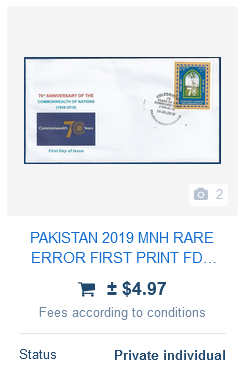 70th ANNIVERSARY OF THE
COMMONWEALTH OF NATIONS
(1949-2019)
Commonwealth 70 Years
First Day of Issue
2
PAKISTAN 2019 MNH RARE
ERROR FIRST PRINT FD…
± $4.97
Fees according to conditions
Status Private individual